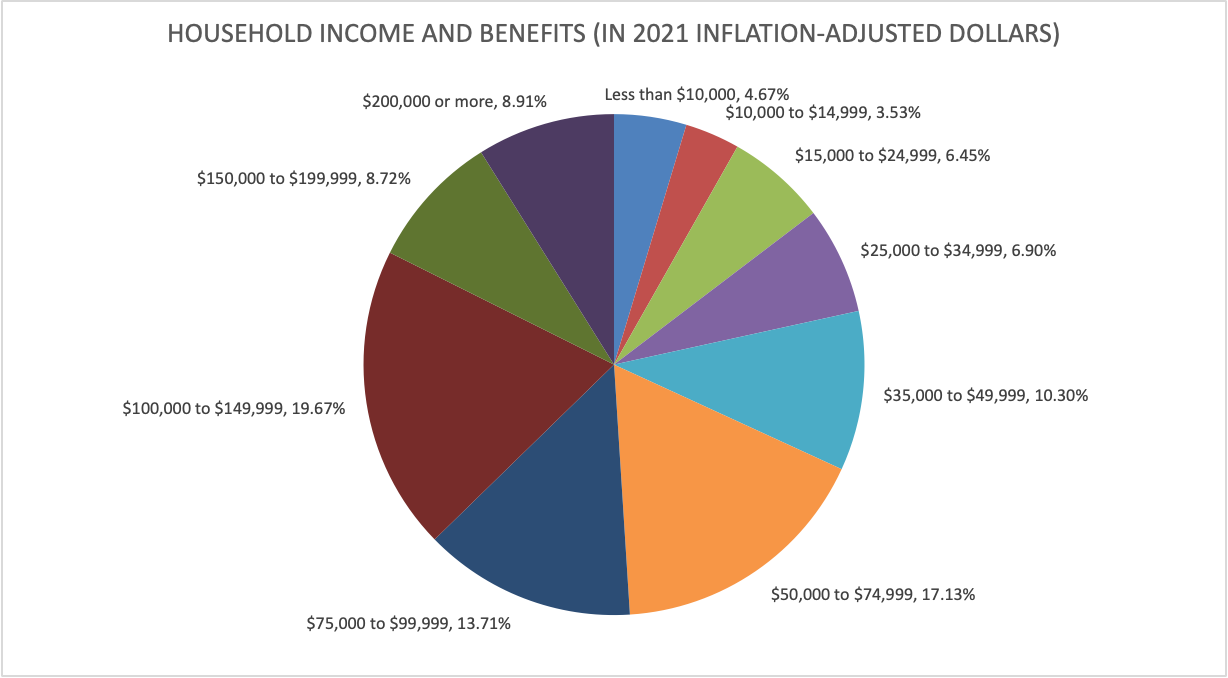 HOUSEHOLD INCOME AND BENEFITS (IN 2021 INFLATION-ADJUSTED DOLLARS)
Less than $10,000, 4.67%
$10,000 to $14,999, 3.53%
$15,000 to $24,999, 6.45%
$25,000 to $34,999, 6.90%
$35,000 to $49,999, 10.30%
$50,000 to $74,999, 17.13%
$75,000 to $99,999, 13.71%
$100,000 to $149,999, 19.67%
$150,000 to $199,999, 8.72%
$200,000 or more, 8.91%